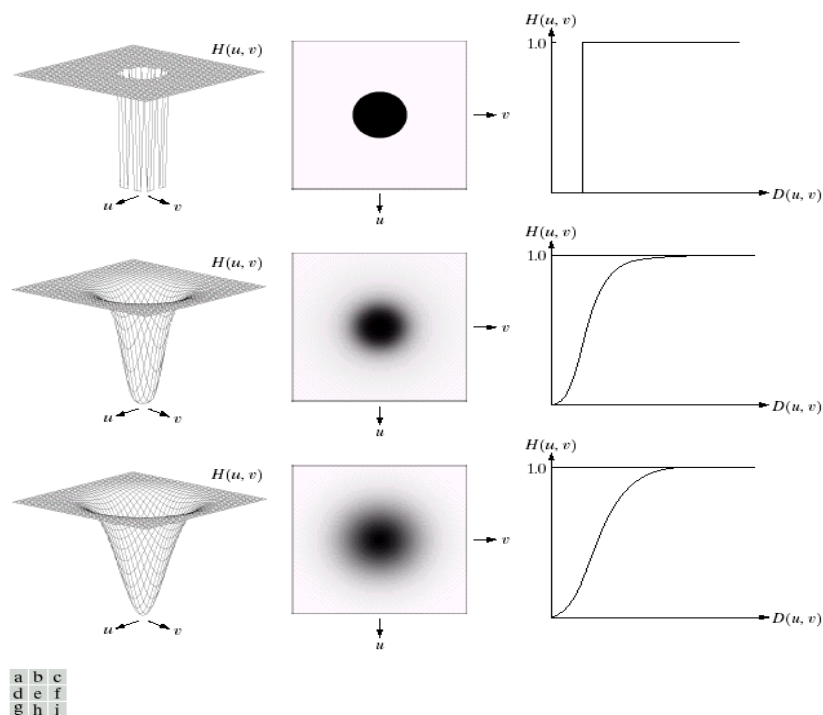 H(u, v)
v
u
H(u, v)
1.0
D(u, v)
u
v
H(u, v)
v
u
H(u, v)
1.0
D(u, v)
u
v
H(u, v)
v
u
H(u, v)
1.0
D(u, v)
u
v
a b c
d e f
g h i